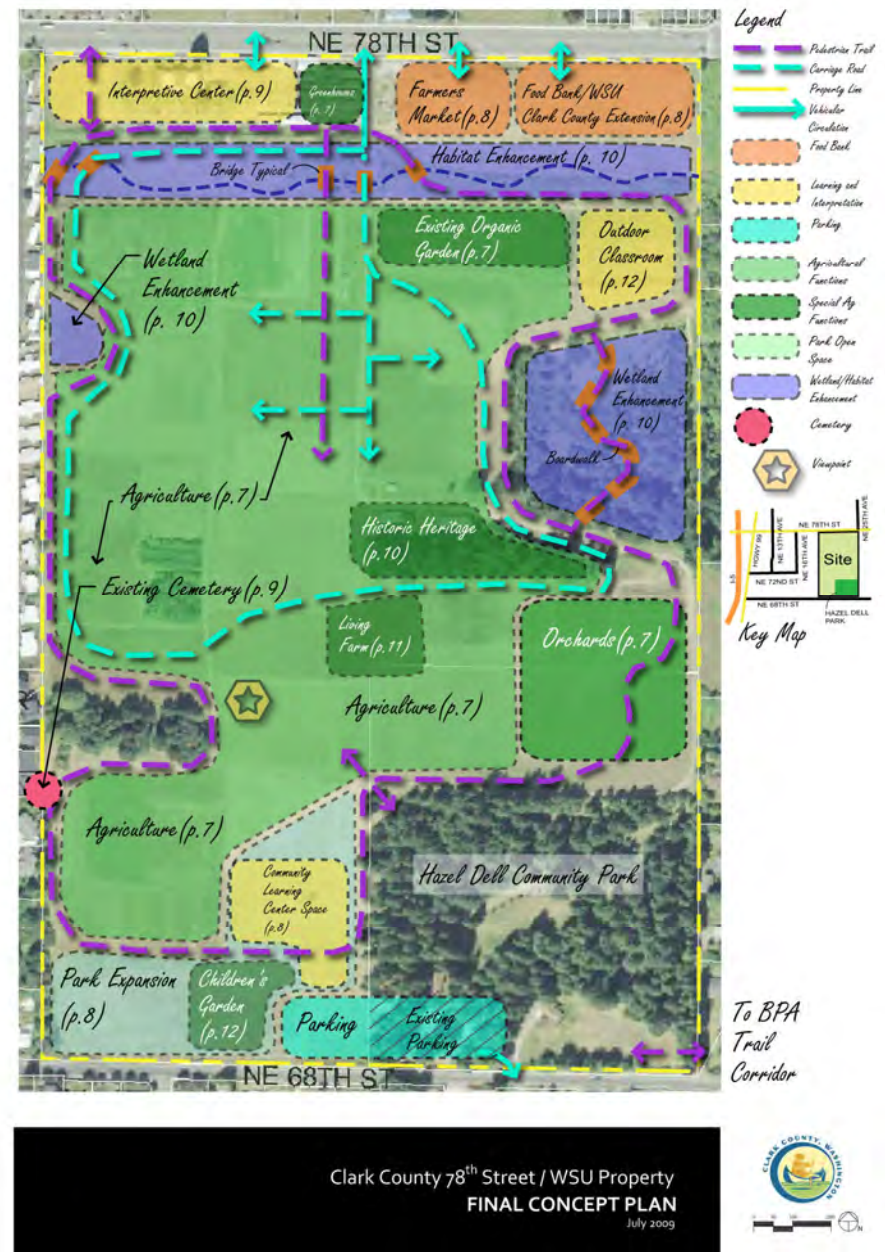 NE 78TH ST
Interpretive Center (p. 9)
Greenhouse
(p. 7)
Farmers
Market (p. 8)
Food Bank/WSU
Clark County Extension (p. 8)
Habitat Enhancement (p. 10)
Bridge Typical
Existing Organic
Garden (p. 7)
Outdoor
Classroom
(p. 12)
Wetland
Enhancement
(p. 10)
Wetland
Enhancement
(p. 10)
Boardwalk
Agriculture (p. 7)
Historic Heritage
(p. 10)
Existing Cemetery (p. 9)
Living
Farm (p. 11)
Orchards (p. 7)
Agriculture (p. 7)
Agriculture (p. 7)
Community
Learning
Center Space
(p. 8)
Hazel Dell Community Park
Park Expansion
(p. 8)
Children's
Garden
(p. 12)
Parking
Existing
Parking
NE 68TH ST
Legend
Pedestrian Trail
Carriage Road
Property Line
Vehicular
Circulation
Food Bank
Learning and
Interpretation
Parking
Agricultural
Functions
Special Ag
Functions
Park Open
Space
Wetland/Habitat
Enhancement
Cemetery
Viewpoint
NE 78TH ST
I-5
HGWY 99
NE 13TH AVE
NE 16TH AVE
NE 25TH AVE
Site
NE 72ND ST
NE 68TH ST
HAZEL DELL
PARK
Key Map
To BPA
Trail
Corridor
Clark County 78th Street / WSU Property
FINAL CONCEPT PLAN
July 2009
CLARK COUNTY, WASHINGTON
N